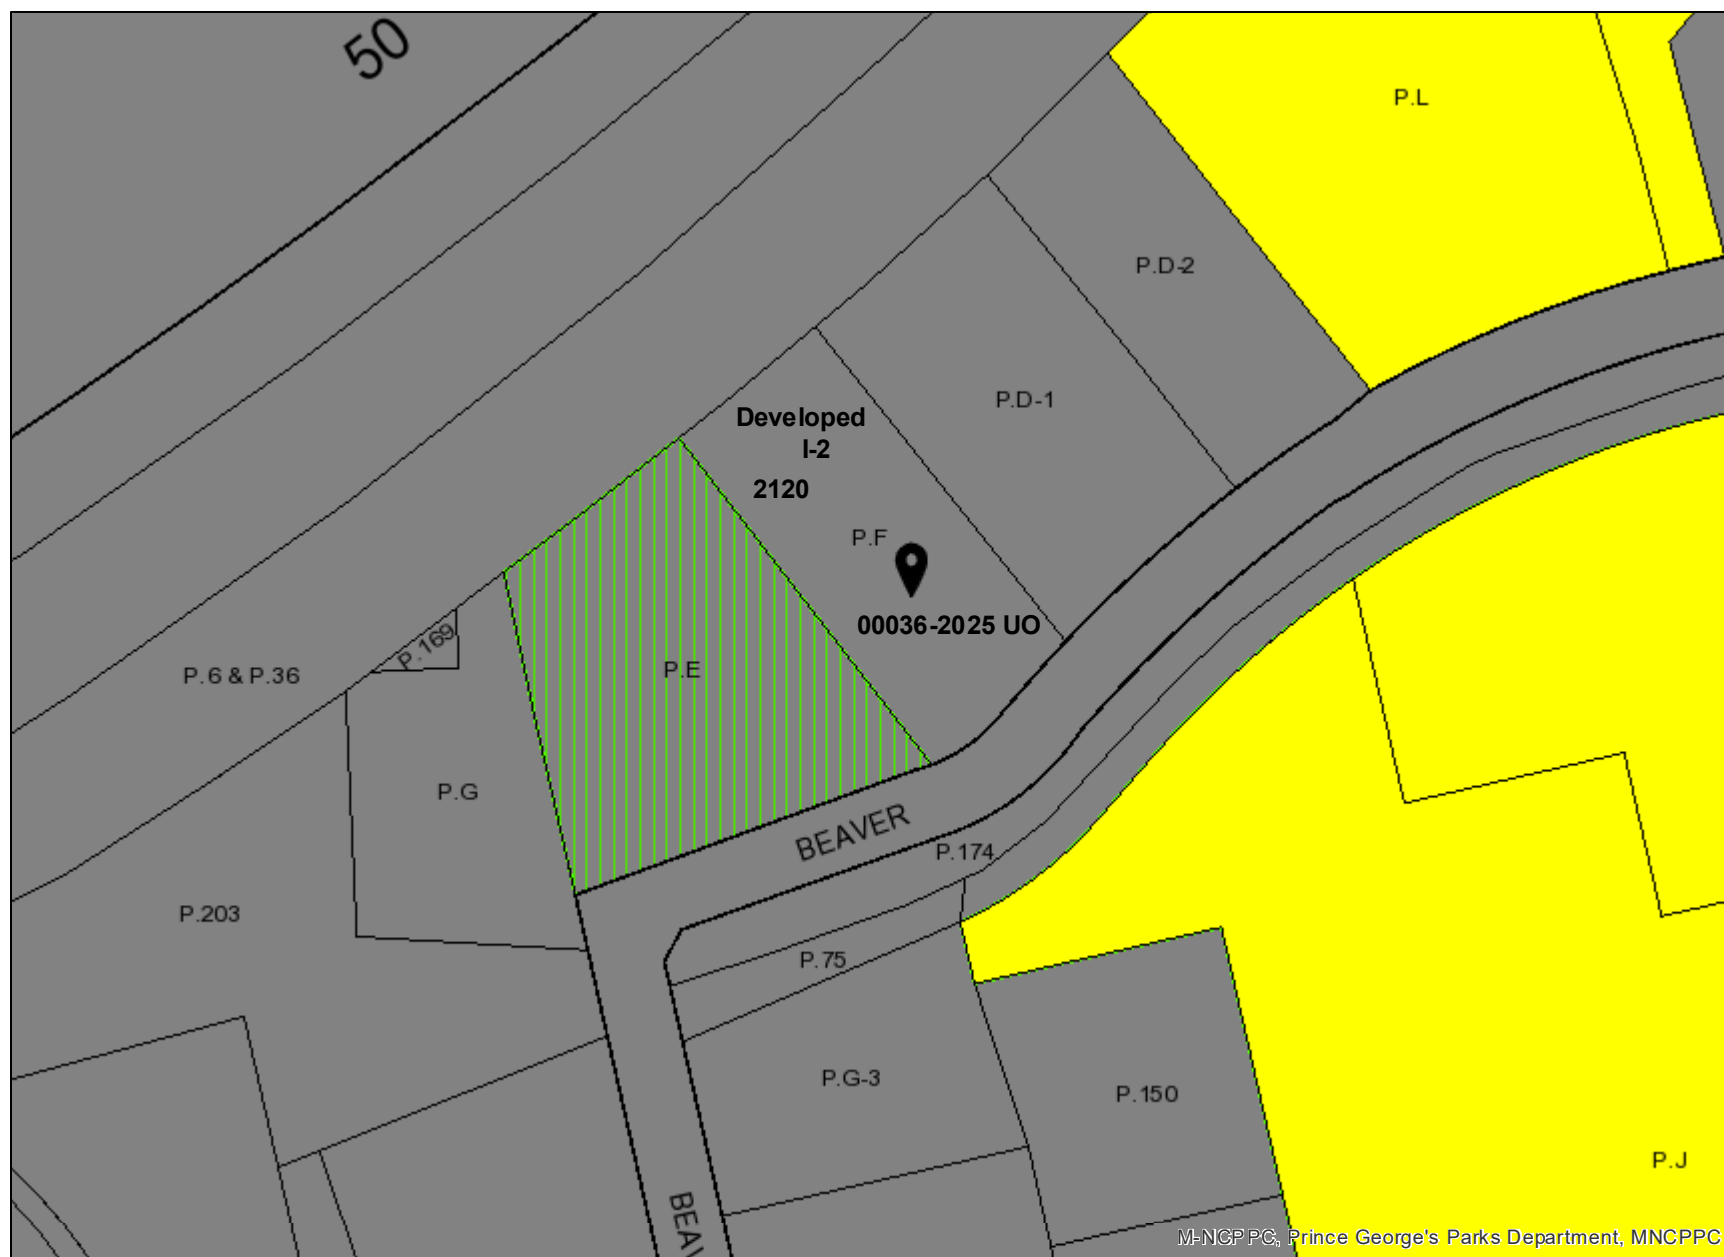 50
P.L
P.D-2
P.D-1
Developed
I-2
2120
P.F
00036-2025 UO
P.169
P.6 & P.36
P.E
P.G
BEAVER
P.174
P.203
P.75
P.G-3
P.150
P.J
BEAV
M-NCPPC, Prince George's Parks Department, MNCPPC